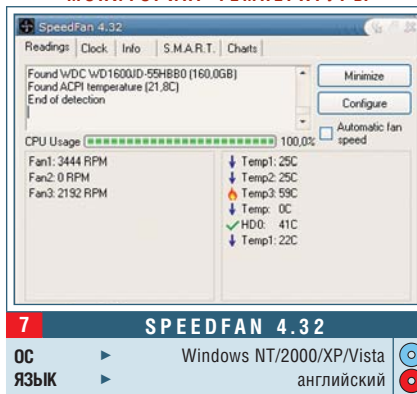 SpeedFan 4.32
Readings Clock Info S.M.A.R.T. Charts
Found WDC WD1600JD-55HBB0 (160,0GB)
Found ACPI temperature (21,8C)
End of detection
Minimize
Configure
Automatic fan speed
CPU Usage 100,0%
Fan1: 3444 RPM
Fan2: 0 RPM
Fan3: 2192 RPM
Temp1: 25C
Temp2: 25C
Temp3: 59C
Temp: 0C
HD0: 41C
Temp1: 22C
7 SPEEDFAN 4.32
ОС Windows NT/2000/XP/Vista
ЯЗЫК английский